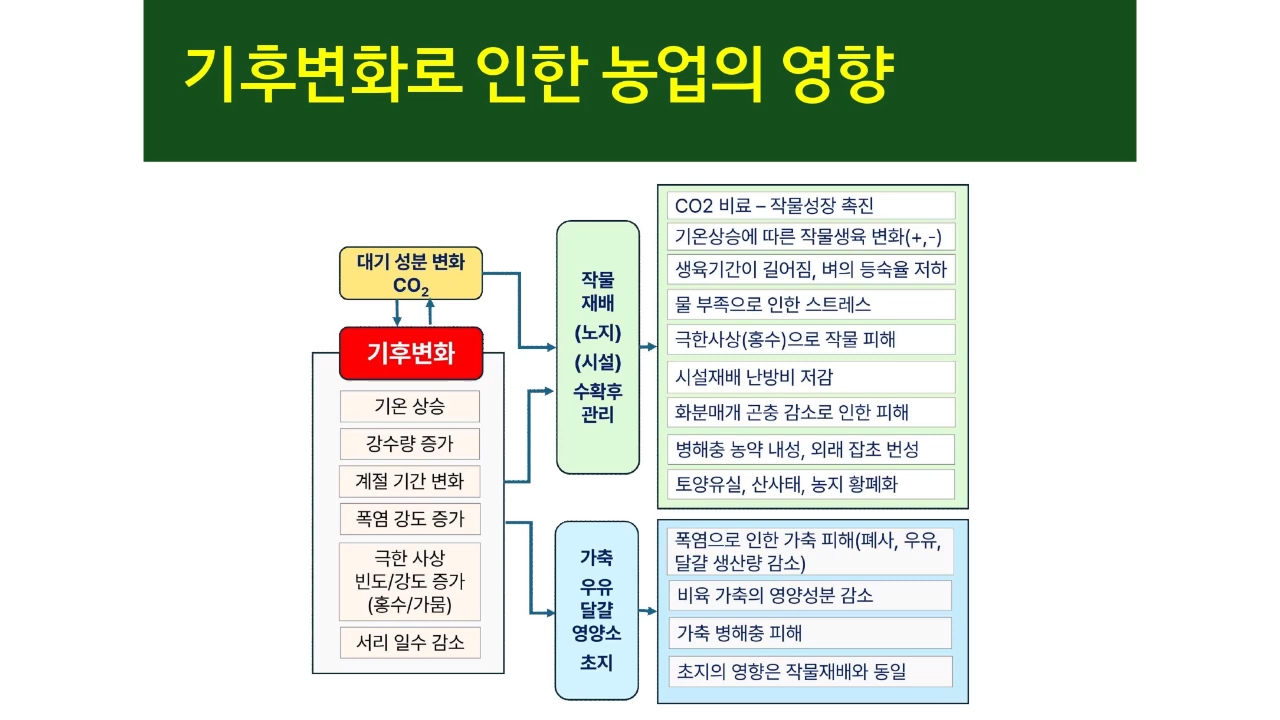 기후변화로 인한 농업의 영향
대기 성분 변화
CO₂
기후변화
기온 상승
강수량 증가
계절 기간 변화
폭염 강도 증가
극한 사상
빈도/강도 증가
(홍수/가뭄)
서리 일수 감소
작물
재배
(노지)
(시설)
수확후
관리
CO2 비료 – 작물성장 촉진
기온상승에 따른 작물생육 변화(+,-)
생육기간이 길어짐, 벼의 등숙율 저하
물 부족으로 인한 스트레스
극한사상(홍수)으로 작물 피해
시설재배 난방비 저감
화분매개 곤충 감소로 인한 피해
병해충 농약 내성, 외래 잡초 번성
토양유실, 산사태, 농지 황폐화
가축
우유
달걀
영양소
초지
폭염으로 인한 가축 피해(폐사, 우유,
달걀 생산량 감소)
비육 가축의 영양성분 감소
가축 병해충 피해
초지의 영향은 작물재배와 동일